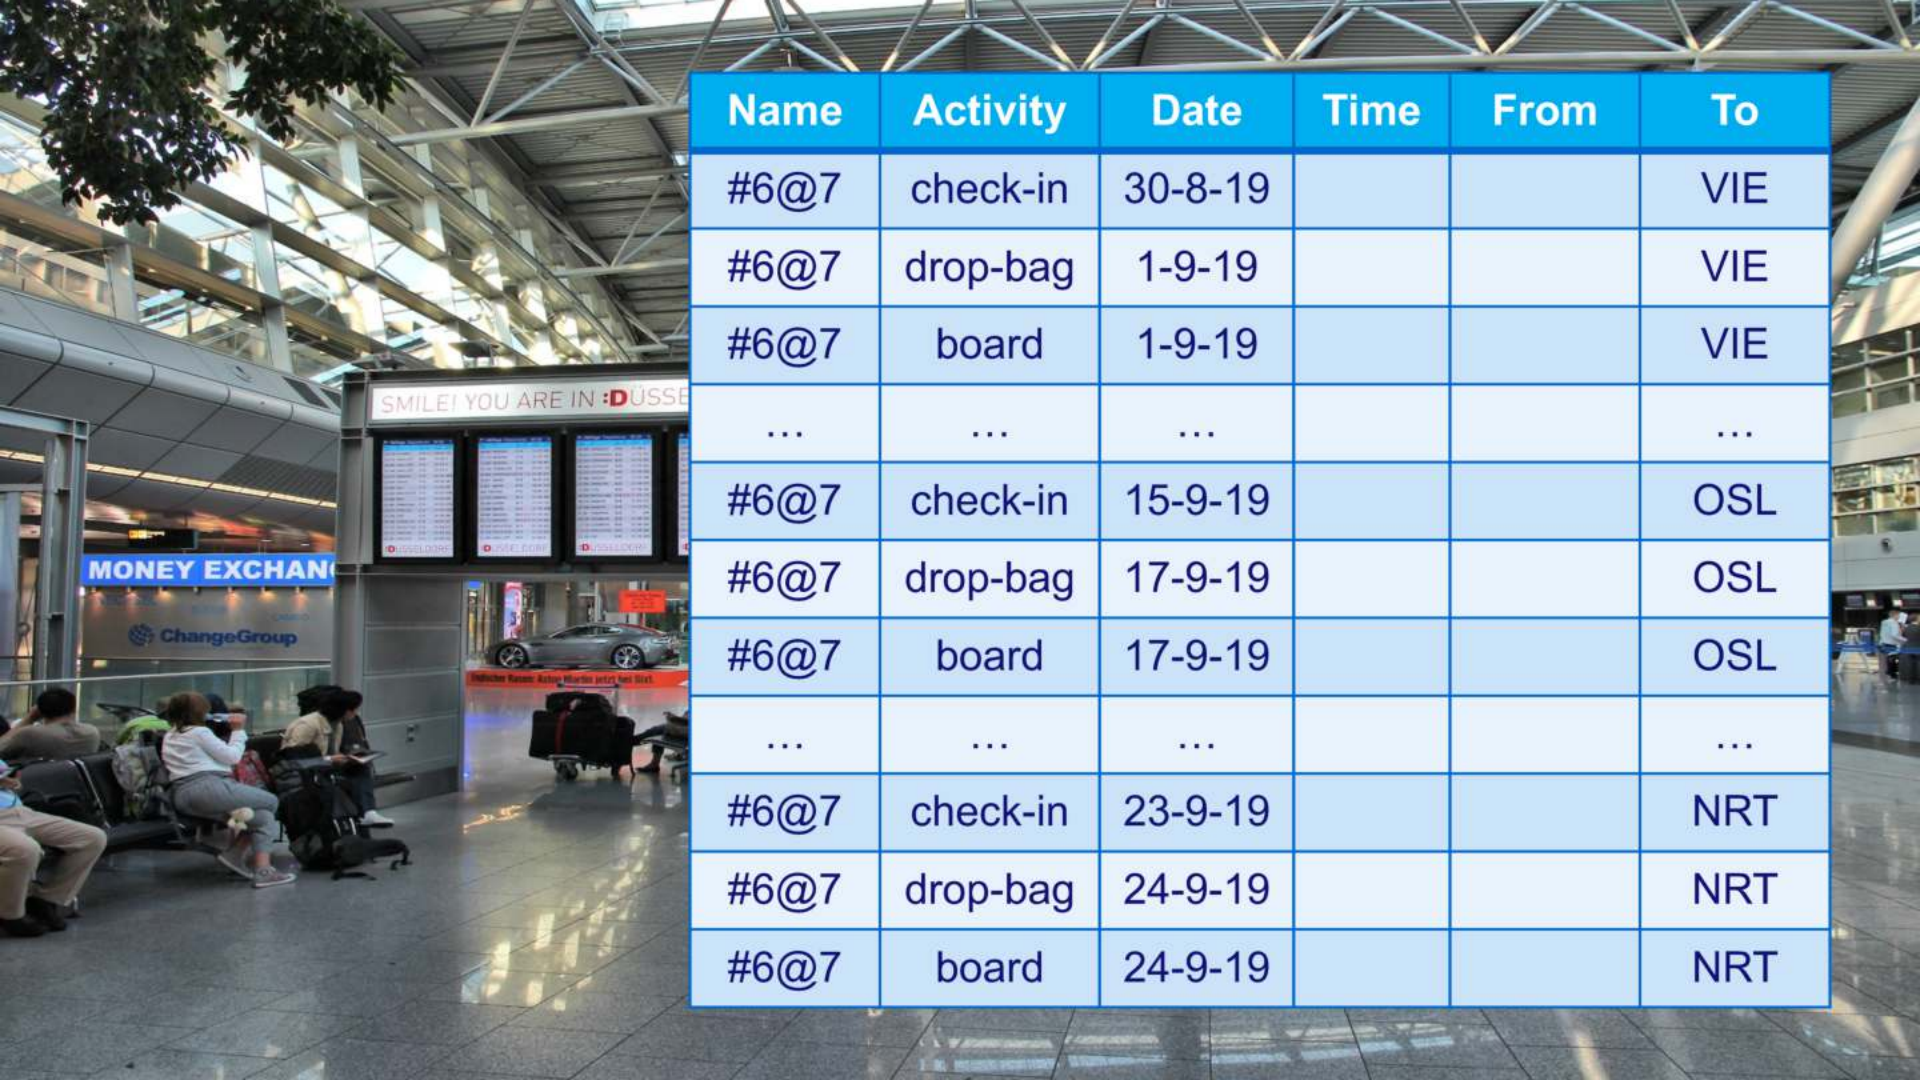 Name Activity Date Time From To
#6@7 check-in 30-8-19 VIE
#6@7 drop-bag 1-9-19 VIE
#6@7 board 1-9-19 VIE
... ... ... ...
#6@7 check-in 15-9-19 OSL
#6@7 drop-bag 17-9-19 OSL
#6@7 board 17-9-19 OSL
... ... ... ...
#6@7 check-in 23-9-19 NRT
#6@7 drop-bag 24-9-19 NRT
#6@7 board 24-9-19 NRT
SMILE! YOU ARE IN :DÜSSE
DÜSSELDORF DÜSSELDORF DÜSSELDORF
MONEY EXCHAN
ChangeGroup